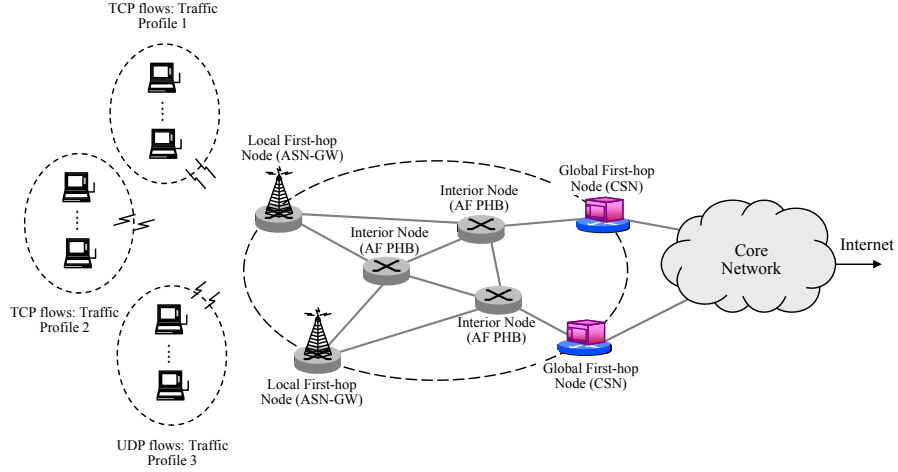 TCP flows: Traffic
Profile 1
Local First-hop
Node (ASN-GW)
Global First-hop
Node (CSN)
Interior Node
(AF PHB)
Interior Node
(AF PHB)
Core
Network
Internet
TCP flows: Traffic
Profile 2
Interior Node
(AF PHB)
Local First-hop
Node (ASN-GW)
Global First-hop
Node (CSN)
UDP flows: Traffic
Profile 3